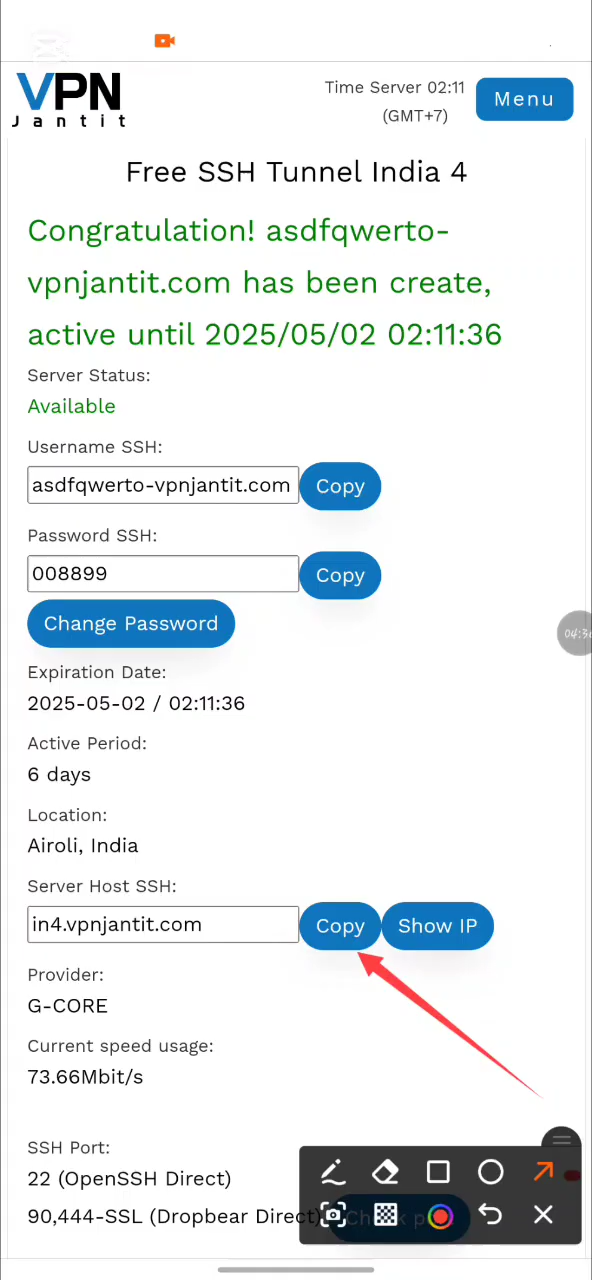 VPN
Jantit
Time Server 02:11
(GMT+7)
Menu
Free SSH Tunnel India 4
Congratulation! asdfqwerto-
vpnjantit.com has been create,
active until 2025/05/02 02:11:36
Server Status:
Available
Username SSH:
asdfqwerto-vpnjantit.com
Copy
Password SSH:
008899
Copy
Change Password
Expiration Date:
2025-05-02 / 02:11:36
Active Period:
6 days
Location:
Airoli, India
Server Host SSH:
in4.vpnjantit.com
Copy
Show IP
Provider:
G-CORE
Current speed usage:
73.66Mbit/s
SSH Port:
22 (OpenSSH Direct)
90,444-SSL (Dropbear Direct)